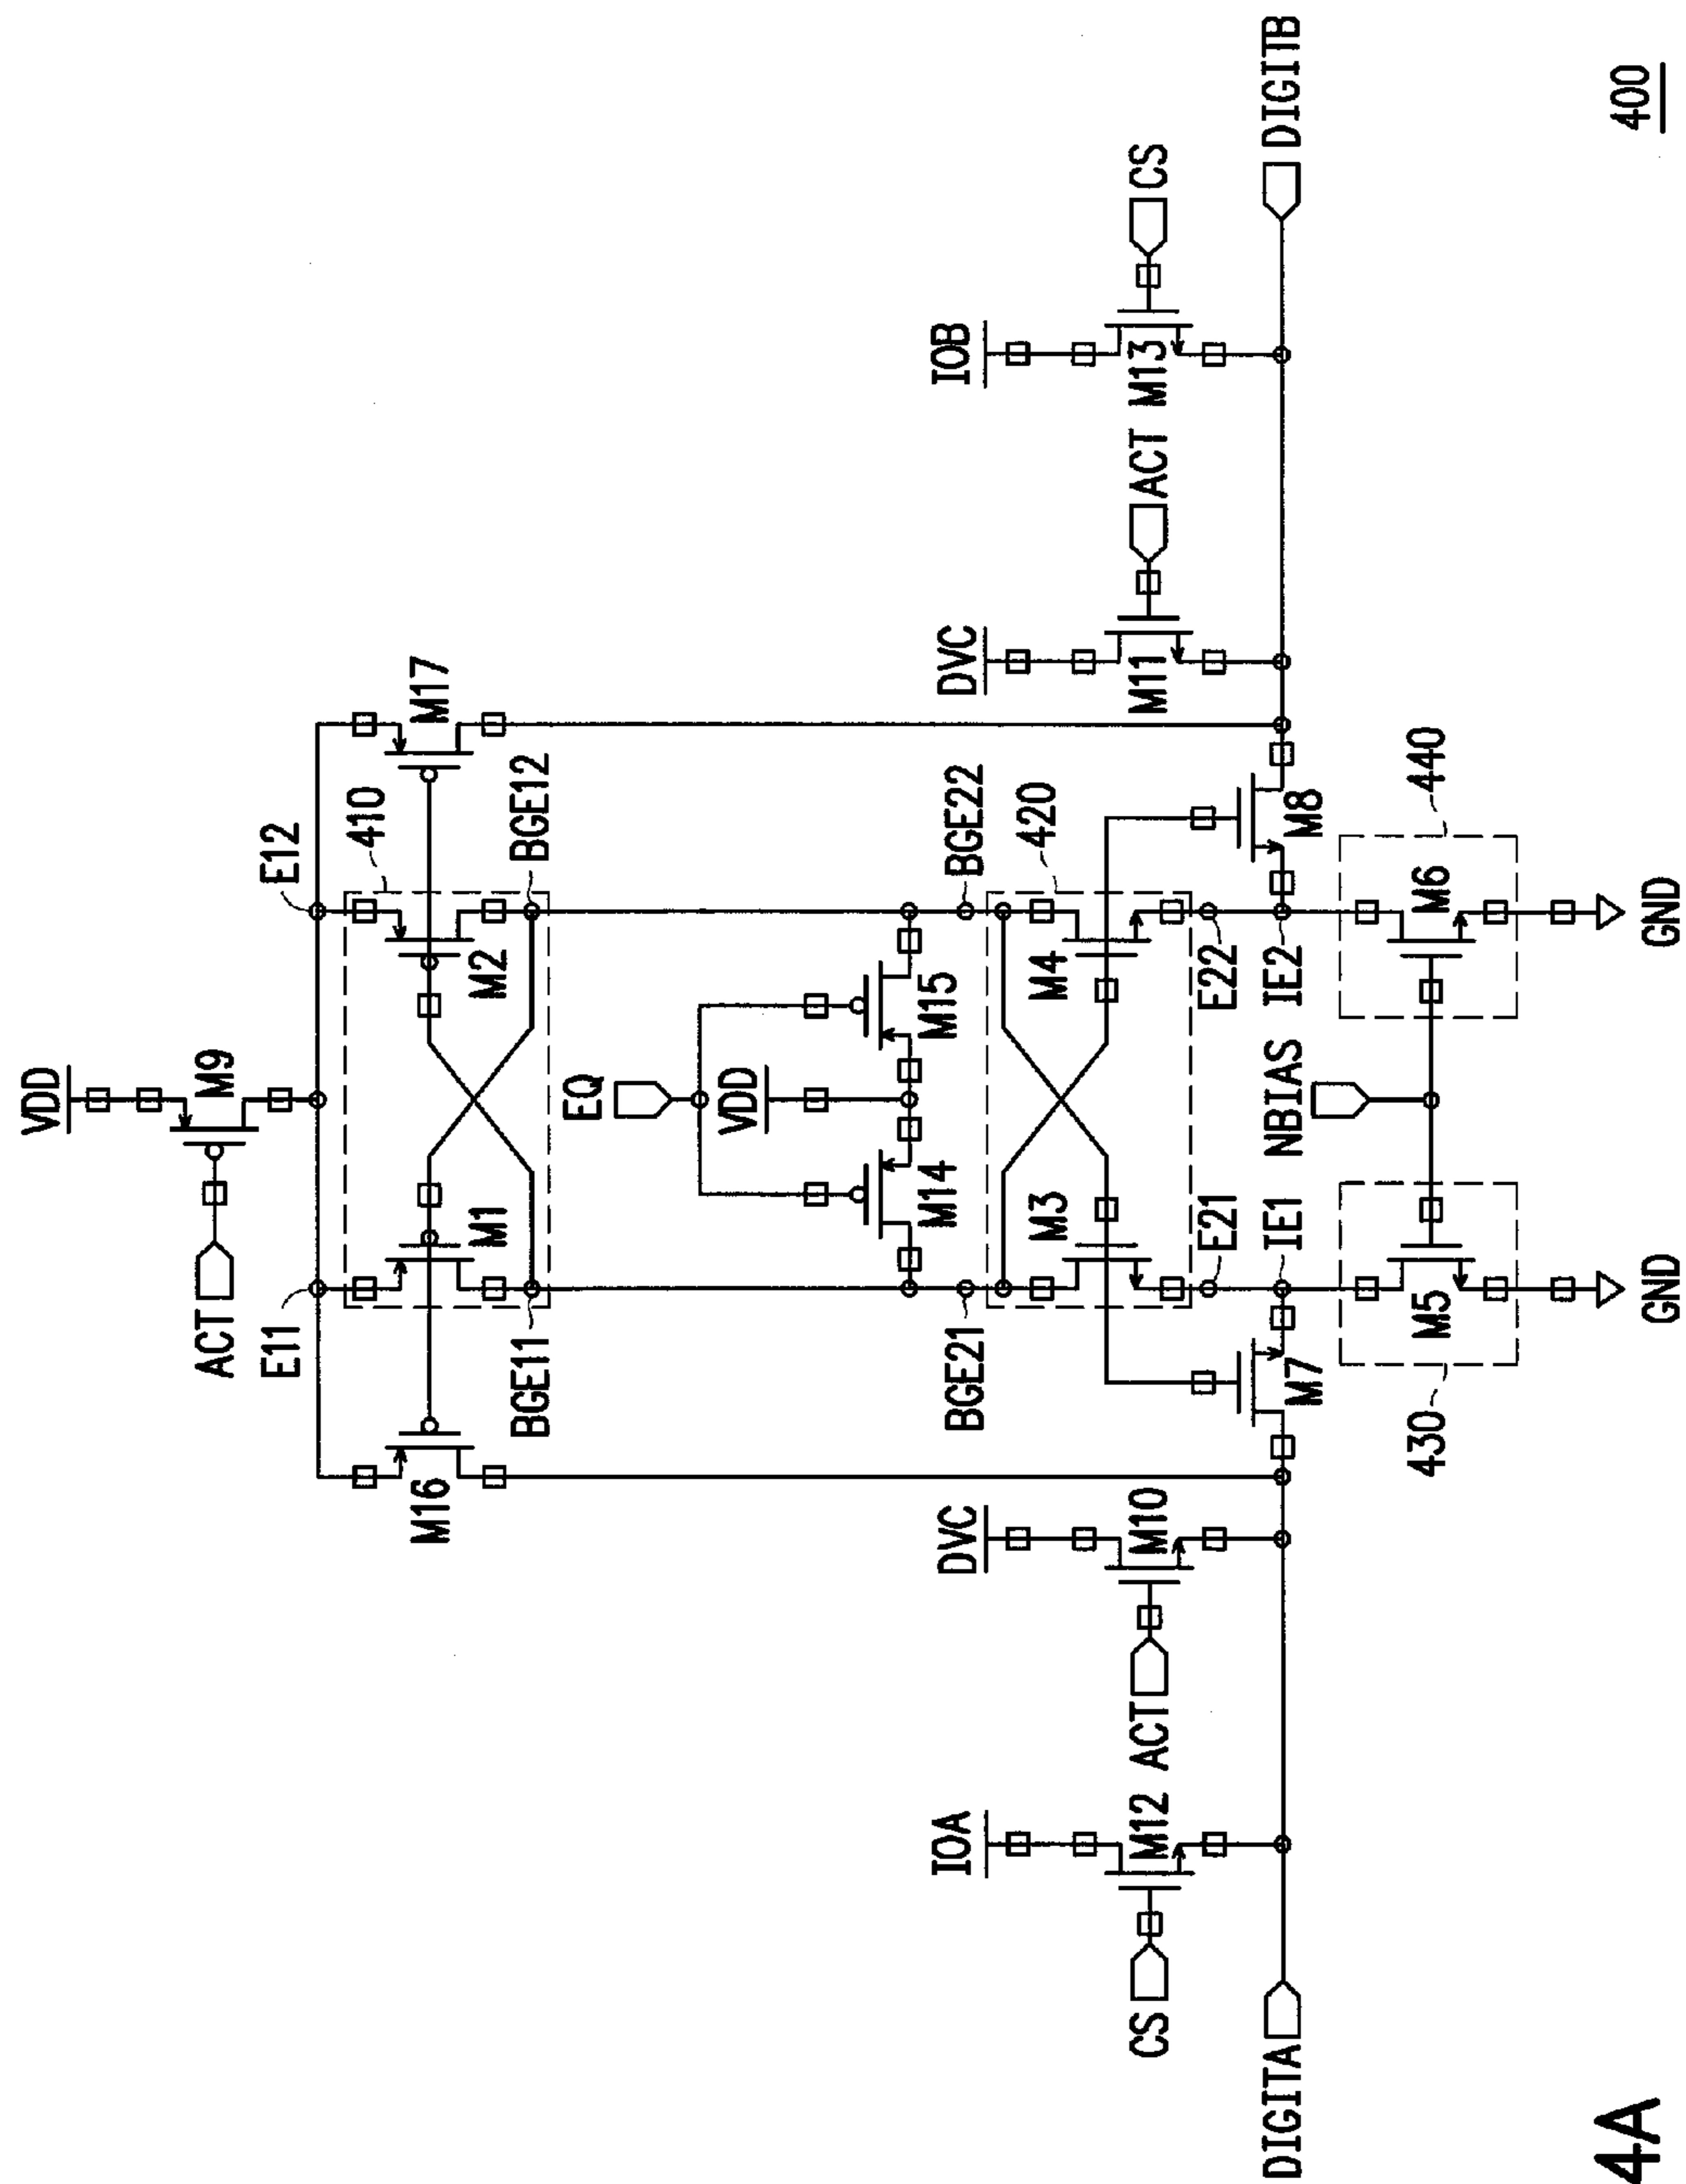 VDD
M9
ACT
E11
E12
M16
M1
M2
410
M17
BGE11
BGE12
EQ
VDD
M14
M15
IOA
DVC
BGE21
BGE22
DVC
IOB
420
CS
M12
ACT
M10
M3
M4
M11
ACT
M13
CS
E21
E22
DIGITA
M7
IE1
NBIAS
IE2
M8
DIGITB
430
M5
M6
440
GND
GND
4A
400